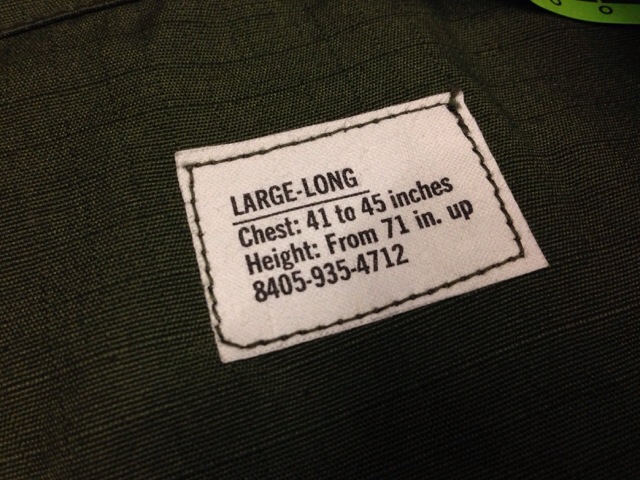 LARGE-LONG
Chest: 41 to 45 inches
Height: From 71 in. up
8405-935-4712